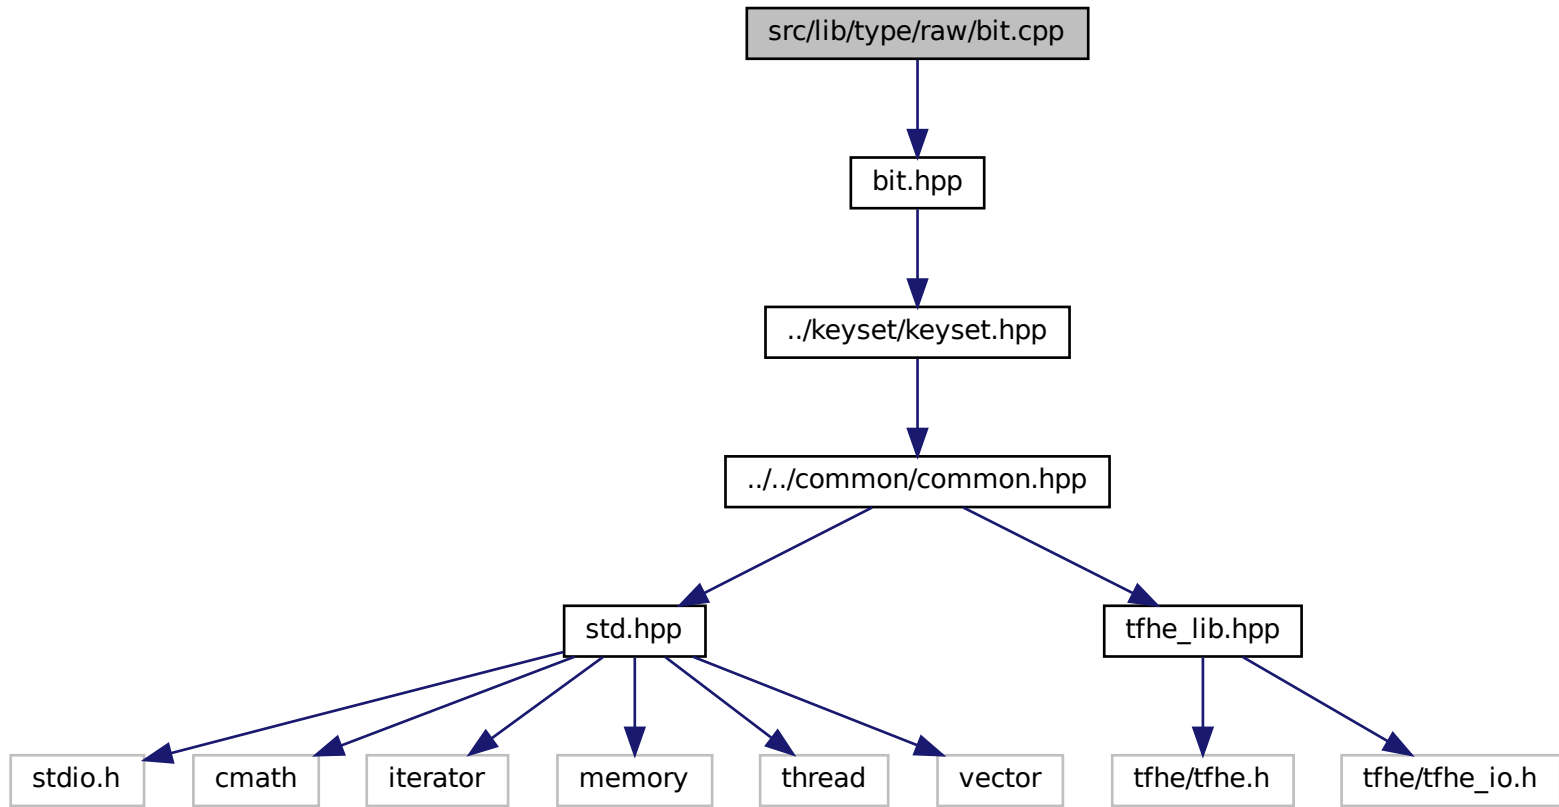 src/lib/type/raw/bit.cpp
bit.hpp
../keyset/keyset.hpp
../../common/common.hpp
std.hpp
tfhe_lib.hpp
stdio.h
cmath
iterator
memory
thread
vector
tfhe/tfhe.h
tfhe/tfhe_io.h